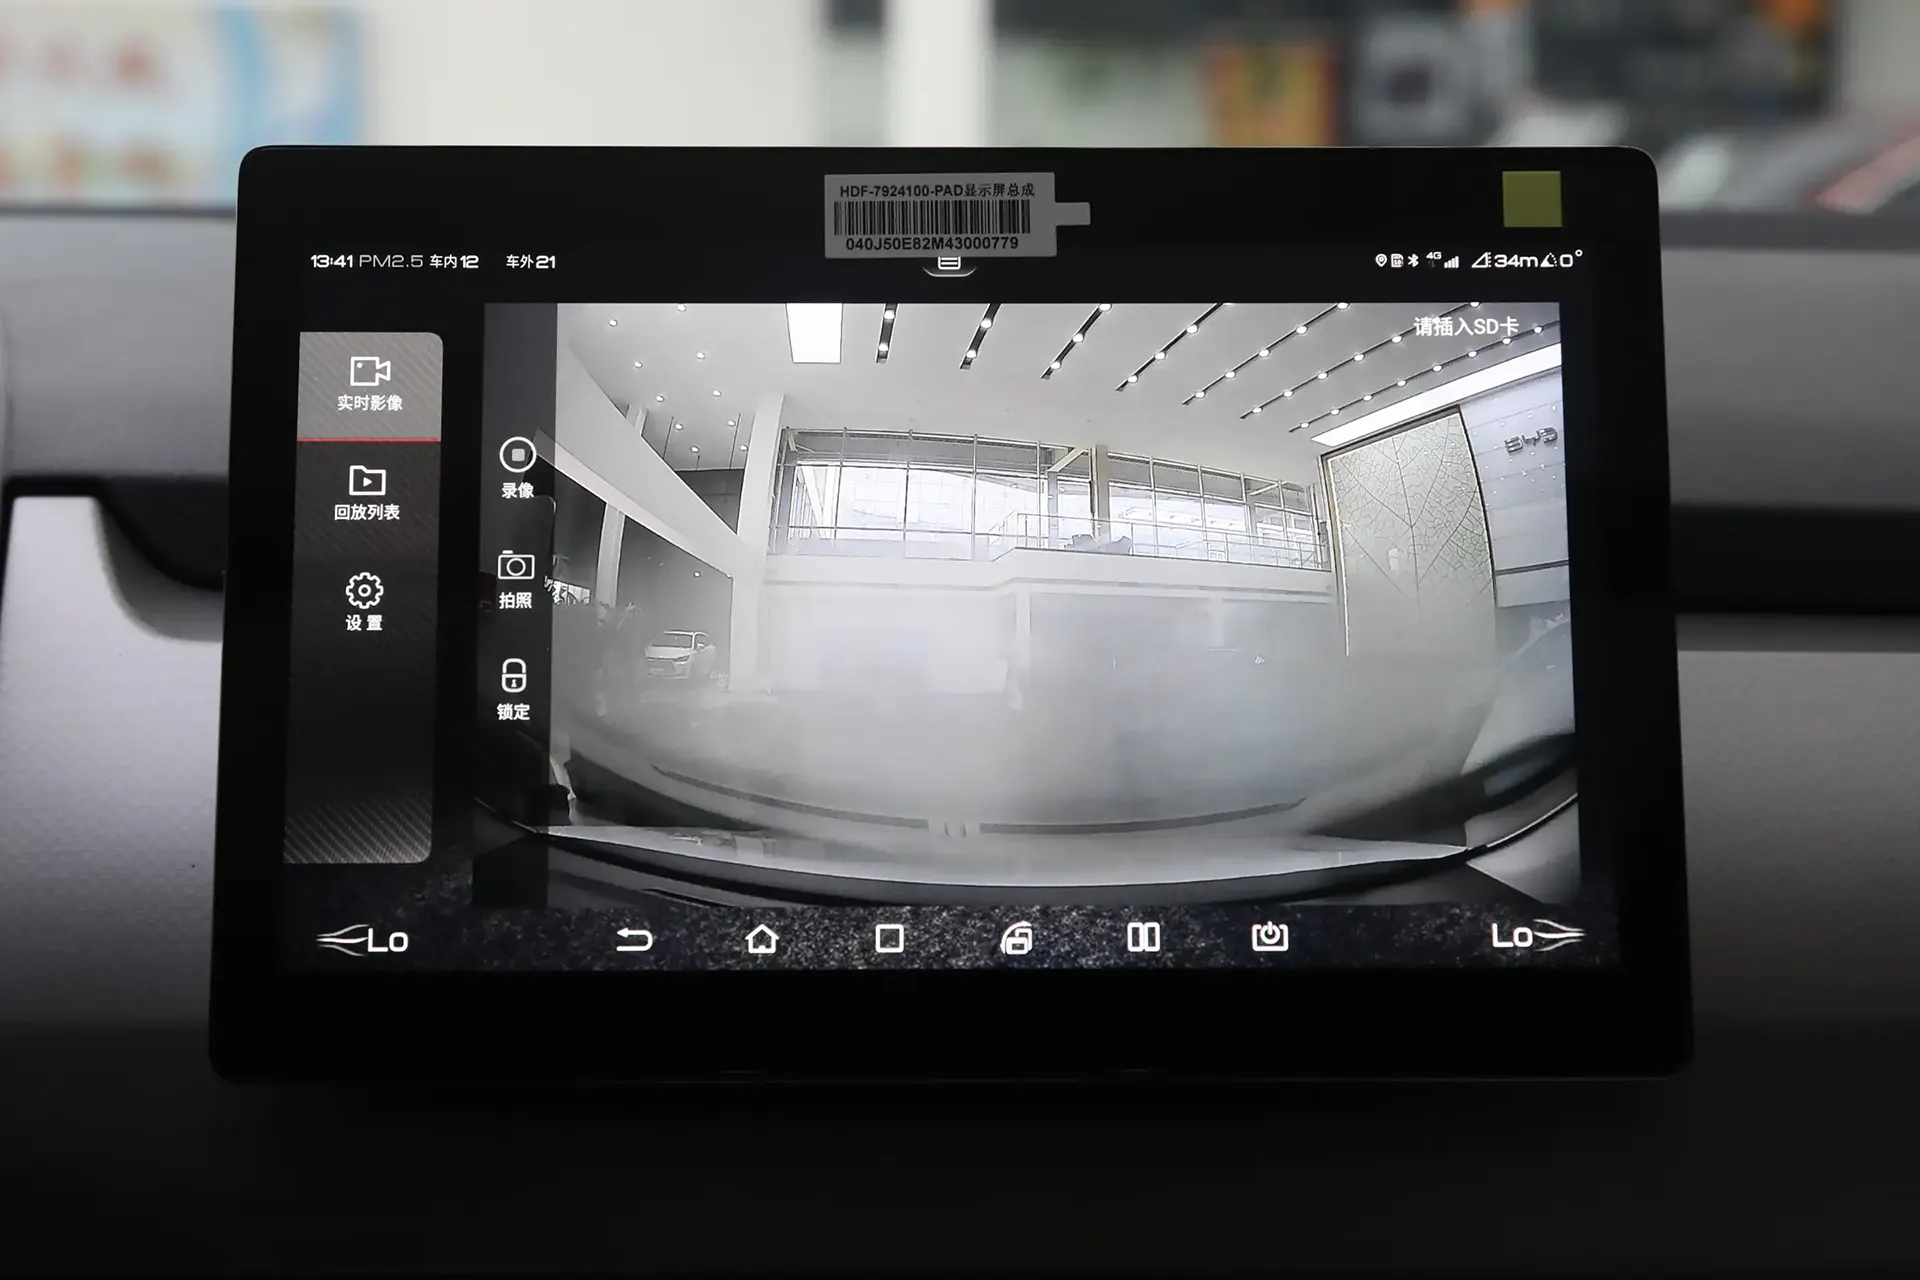 HDF-7924100-PAD显示屏总成
040J50E82M43000779
13:41 PM2.5 车内12 车外21
4G 34m 0°
请插入SD卡
实时影像
回放列表
设置
录像
拍照
锁定
BYD
Lo
Lo